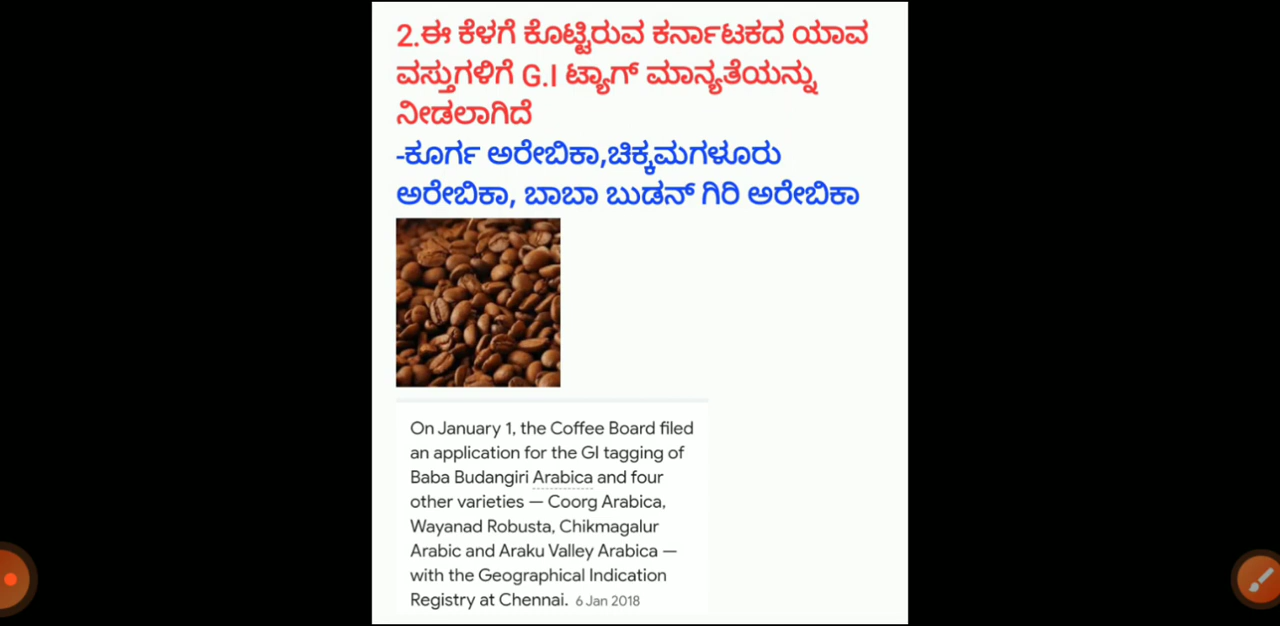 2.ಈ ಕೆಳಗೆ ಕೊಟ್ಟಿರುವ ಕರ್ನಾಟಕದ ಯಾವ
ವಸ್ತುಗಳಿಗೆ G.I ಟ್ಯಾಗ್ ಮಾನ್ಯತೆಯನ್ನು
ನೀಡಲಾಗಿದೆ
-ಕೂರ್ಗ ಅರೇಬಿಕಾ,ಚಿಕ್ಕಮಗಳೂರು
ಅರೇಬಿಕಾ, ಬಾಬಾ ಬುಡನ್ ಗಿರಿ ಅರೇಬಿಕಾ
On January 1, the Coffee Board filed
an application for the GI tagging of
Baba Budangiri Arabica and four
other varieties — Coorg Arabica,
Wayanad Robusta, Chikmagalur
Arabic and Araku Valley Arabica —
with the Geographical Indication
Registry at Chennai. 6 Jan 2018